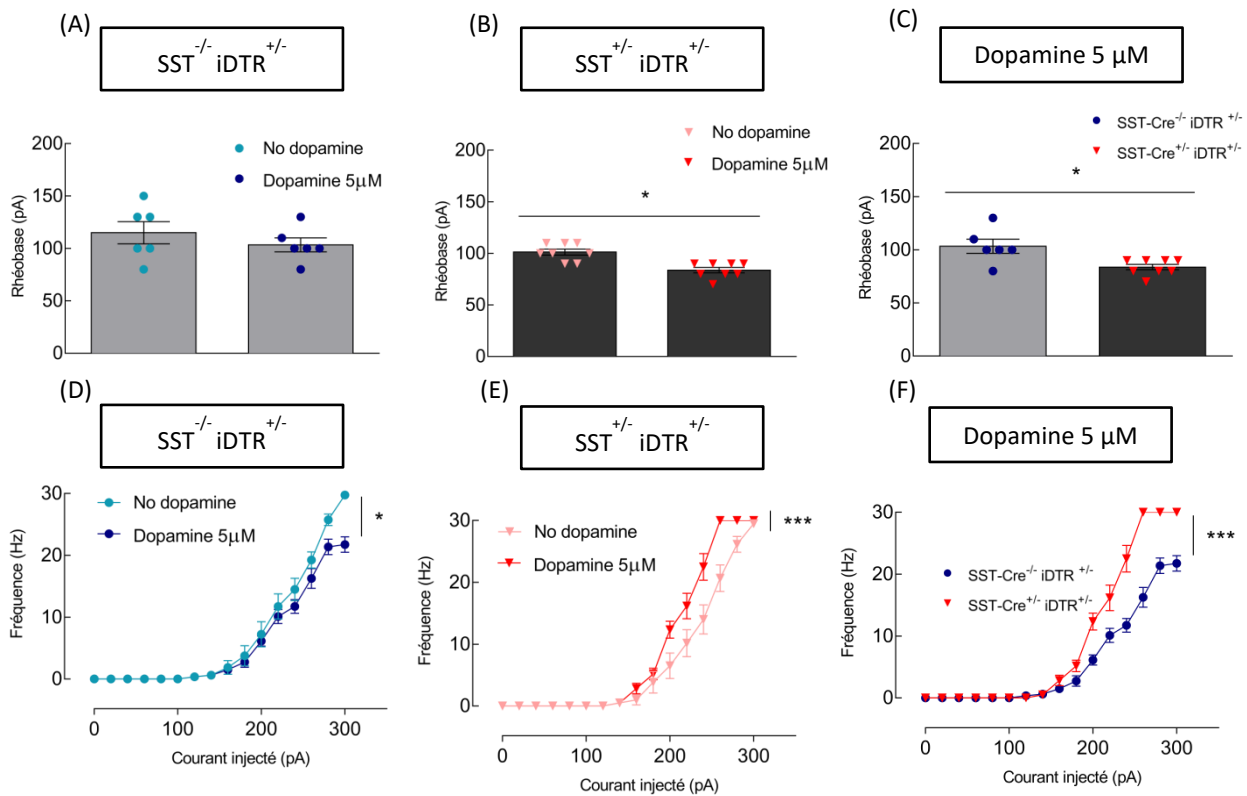 (A)
SST-/- iDTR+/-
No dopamine
Dopamine 5µM
Rhéobase (pA)
200
150
100
50
0
(B)
SST+/- iDTR+/-
No dopamine
Dopamine 5µM
*
Rhéobase (pA)
200
150
100
50
0
(C)
Dopamine 5 µM
SST-Cre-/- iDTR +/-
SST-Cre+/- iDTR+/-
*
Rhéobase (pA)
200
150
100
50
0
(D)
SST-/- iDTR+/-
No dopamine
Dopamine 5µM
*
Fréquence (Hz)
30
20
10
0
0 100 200 300
Courant injecté (pA)
(E)
SST+/- iDTR+/-
No dopamine
Dopamine 5µM
***
Fréquence (Hz)
30
20
10
0
0 100 200 300
Courant injecté (pA)
(F)
Dopamine 5 µM
SST-Cre-/- iDTR +/-
SST-Cre+/- iDTR+/-
***
Fréquence (Hz)
30
20
10
0
0 100 200 300
Courant injecté (pA)